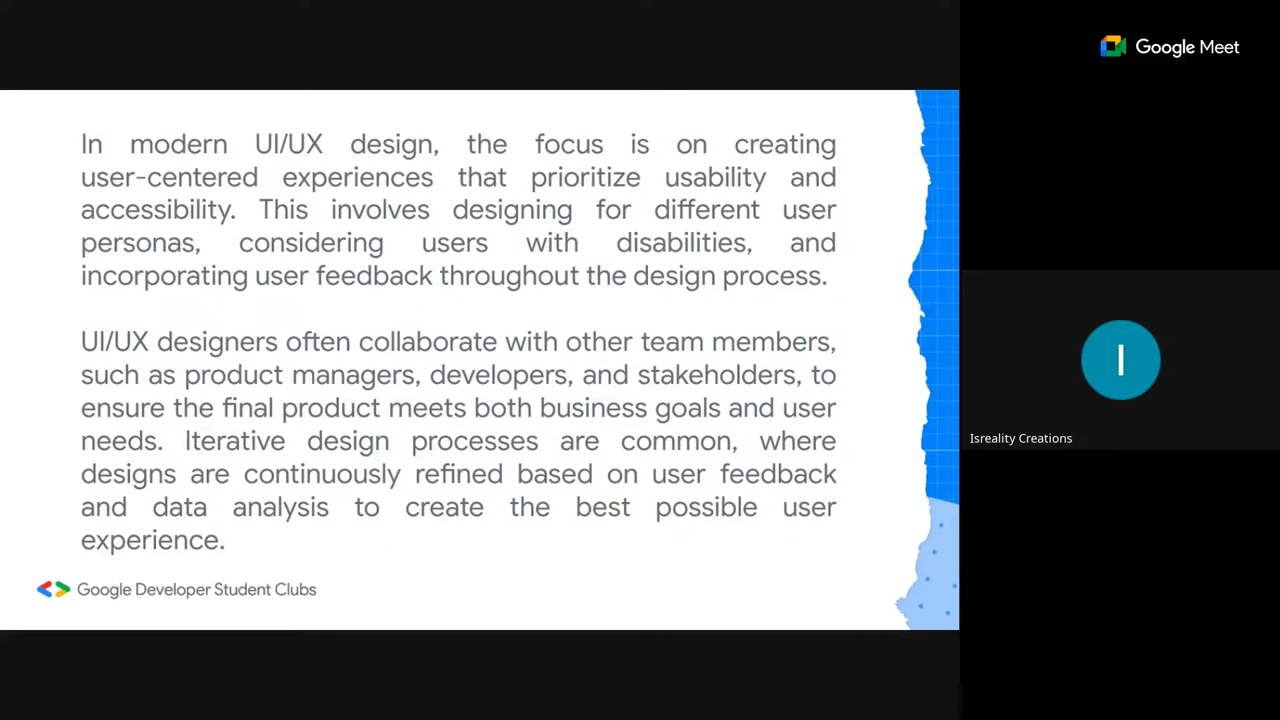 Google Meet
In modern UI/UX design, the focus is on creating
user-centered experiences that prioritize usability and
accessibility. This involves designing for different user
personas, considering users with disabilities, and
incorporating user feedback throughout the design process.
UI/UX designers often collaborate with other team members,
such as product managers, developers, and stakeholders, to
ensure the final product meets both business goals and user
needs. Iterative design processes are common, where
designs are continuously refined based on user feedback
and data analysis to create the best possible user
experience.
Google Developer Student Clubs
I
Isreality Creations